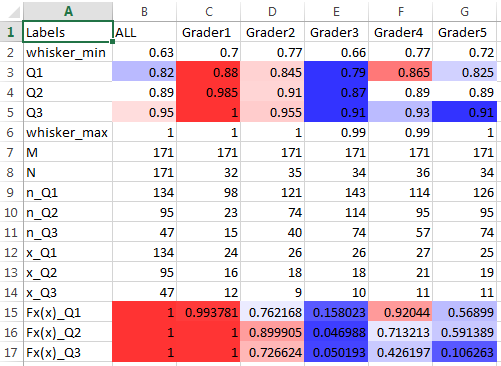 A B C D E F G
1 Labels ALL Grader1 Grader2 Grader3 Grader4 Grader5
2 whisker_min 0.63 0.7 0.77 0.66 0.77 0.72
3 Q1 0.82 0.88 0.845 0.79 0.865 0.825
4 Q2 0.89 0.985 0.91 0.87 0.89 0.89
5 Q3 0.95 1 0.955 0.91 0.93 0.91
6 whisker_max 1 1 1 0.99 0.99 1
7 M 171 171 171 171 171 171
8 N 171 32 35 34 36 34
9 n_Q1 134 98 121 143 114 126
10 n_Q2 95 23 74 114 95 95
11 n_Q3 47 15 40 74 57 74
12 x_Q1 134 24 26 26 27 25
13 x_Q2 95 16 18 18 21 19
14 x_Q3 47 12 9 10 11 11
15 Fx(x)_Q1 1 0.993781 0.762168 0.158023 0.92044 0.56899
16 Fx(x)_Q2 1 1 0.899905 0.046988 0.713213 0.591389
17 Fx(x)_Q3 1 1 0.726624 0.050193 0.426197 0.106263